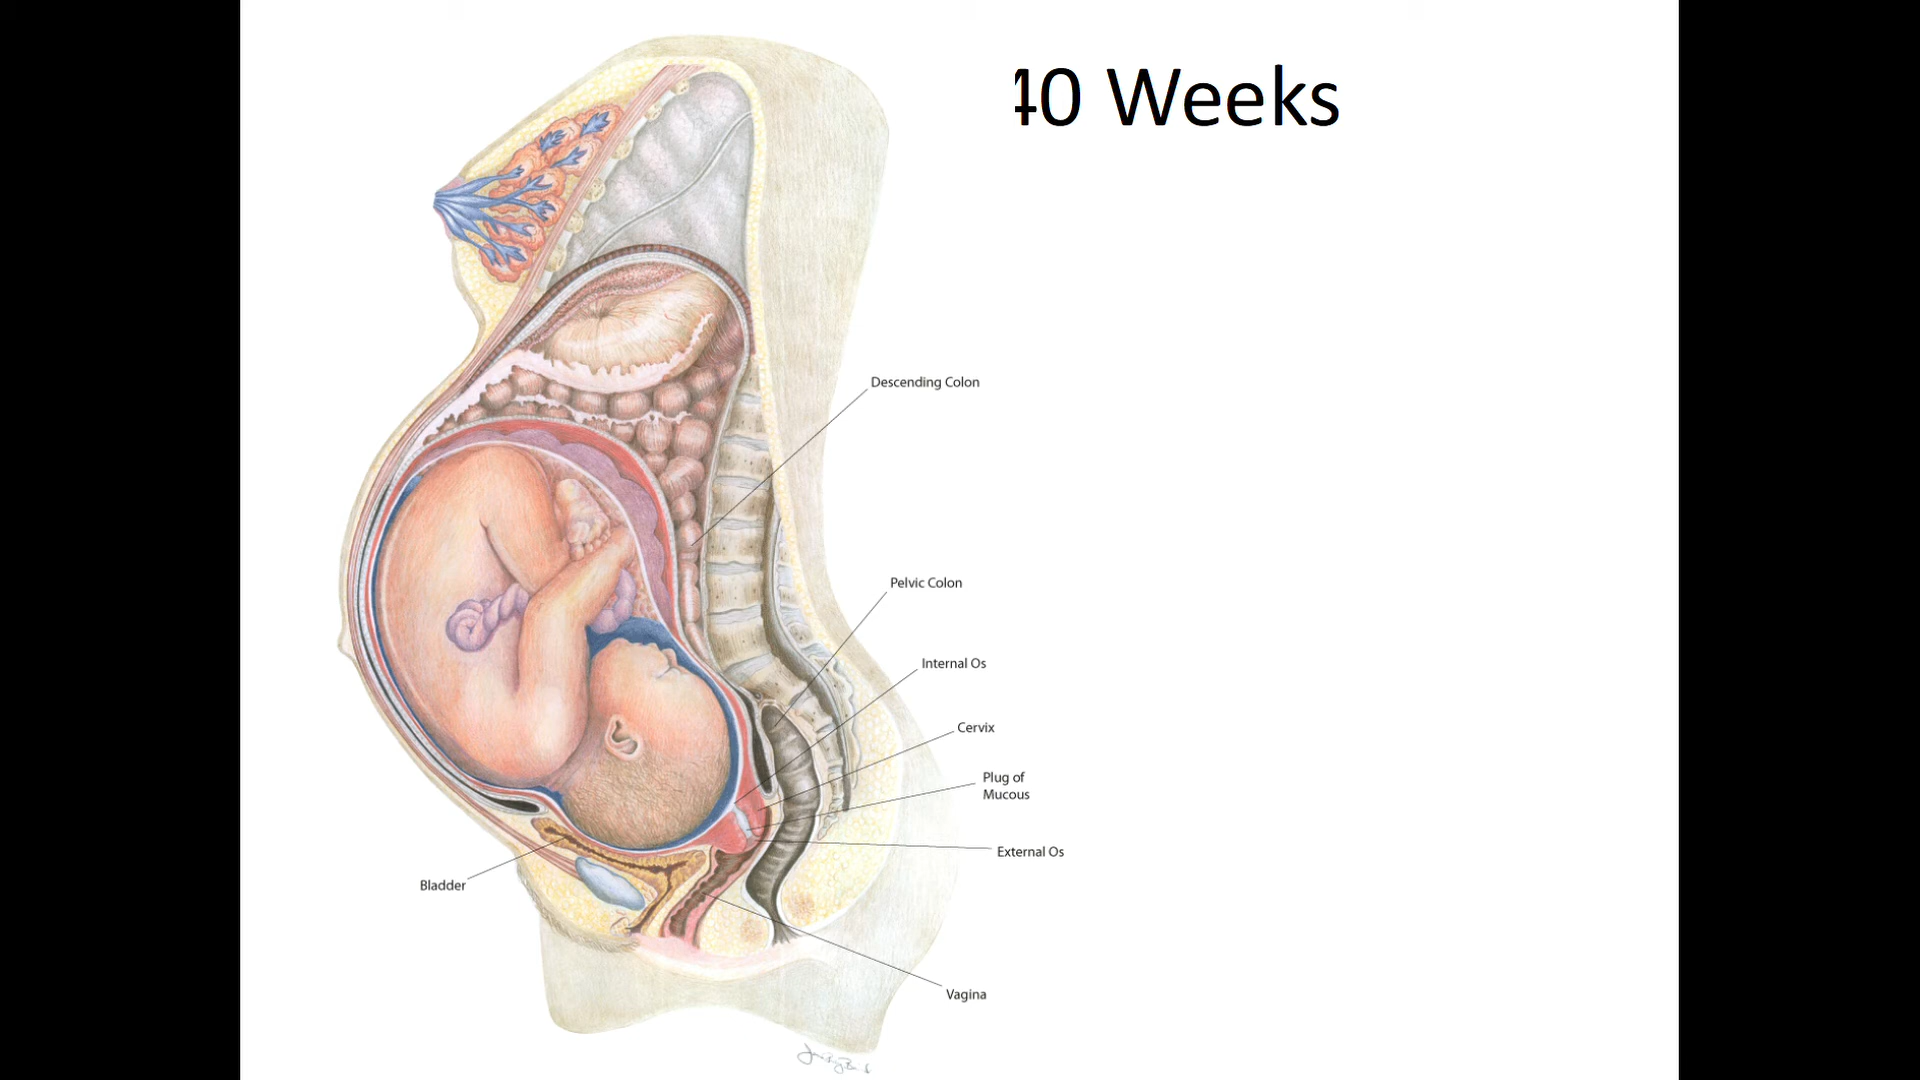 40 Weeks
Descending Colon
Pelvic Colon
Internal Os
Cervix
Plug of
Mucous
External Os
Bladder
Vagina